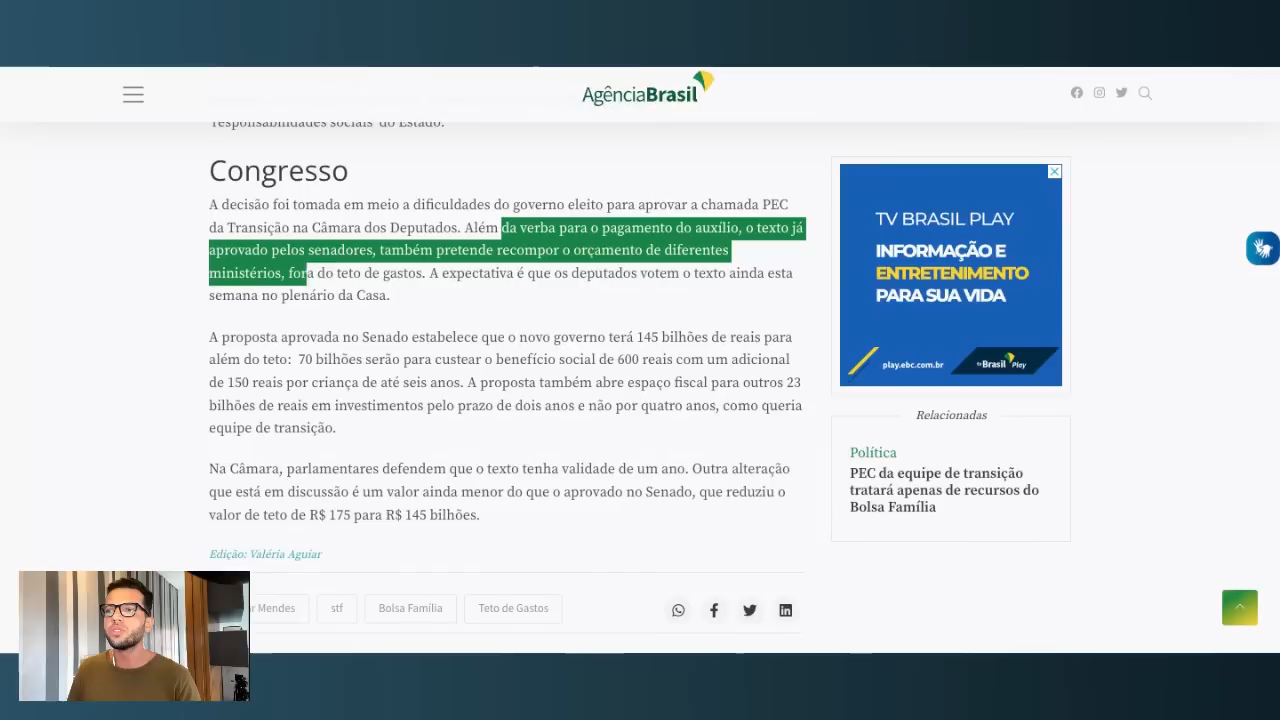 AgênciaBrasil
responsabilidades sociais do Estado.
Congresso
A decisão foi tomada em meio a dificuldades do governo eleito para aprovar a chamada PEC
da Transição na Câmara dos Deputados. Além da verba para o pagamento do auxílio, o texto já
aprovado pelos senadores, também pretende recompor o orçamento de diferentes
ministérios, fora do teto de gastos. A expectativa é que os deputados votem o texto ainda esta
semana no plenário da Casa.
A proposta aprovada no Senado estabelece que o novo governo terá 145 bilhões de reais para
além do teto: 70 bilhões serão para custear o benefício social de 600 reais com um adicional
de 150 reais por criança de até seis anos. A proposta também abre espaço fiscal para outros 23
bilhões de reais em investimentos pelo prazo de dois anos e não por quatro anos, como queria
equipe de transição.
Na Câmara, parlamentares defendem que o texto tenha validade de um ano. Outra alteração
que está em discussão é um valor ainda menor do que o aprovado no Senado, que reduziu o
valor de teto de R$ 175 para R$ 145 bilhões.
Edição: Valéria Aguiar
r Mendes
stf
Bolsa Família
Teto de Gastos
TV BRASIL PLAY
INFORMAÇÃO E
ENTRETENIMENTO
PARA SUA VIDA
play.ebc.com.br
tv Brasil Play
Relacionadas
Política
PEC da equipe de transição
tratará apenas de recursos do
Bolsa Família